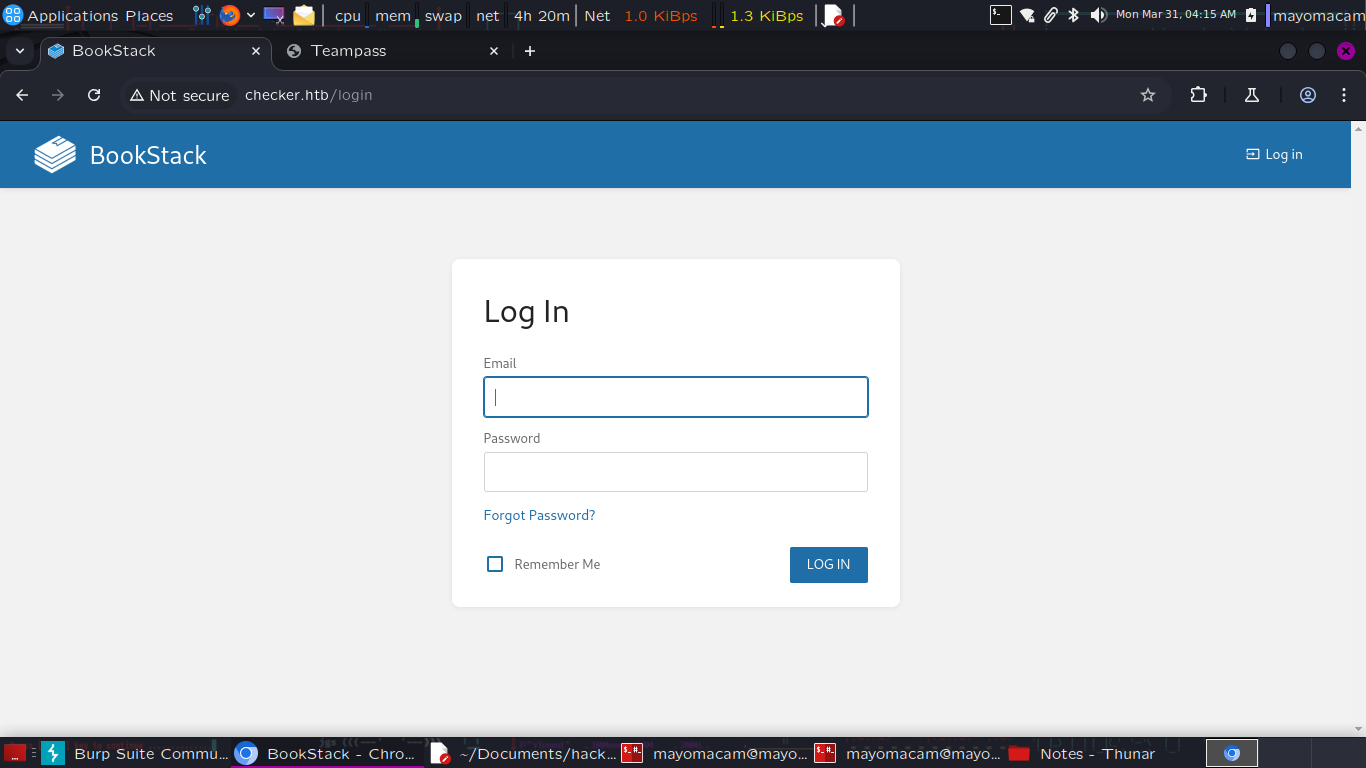 Applications Places cpu mem swap net 4h 20m Net 1.0 KiBps 1.3 KiBps Mon Mar 31, 04:15 AM mayomacam
BookStack Teampass
Not secure checker.htb/login
BookStack Log in
Log In
Email
Password
Forgot Password?
Remember Me LOG IN
Burp Suite Commu... BookStack - Chro... ~/Documents/hack... mayomacam@mayo... mayomacam@mayo... Notes - Thunar